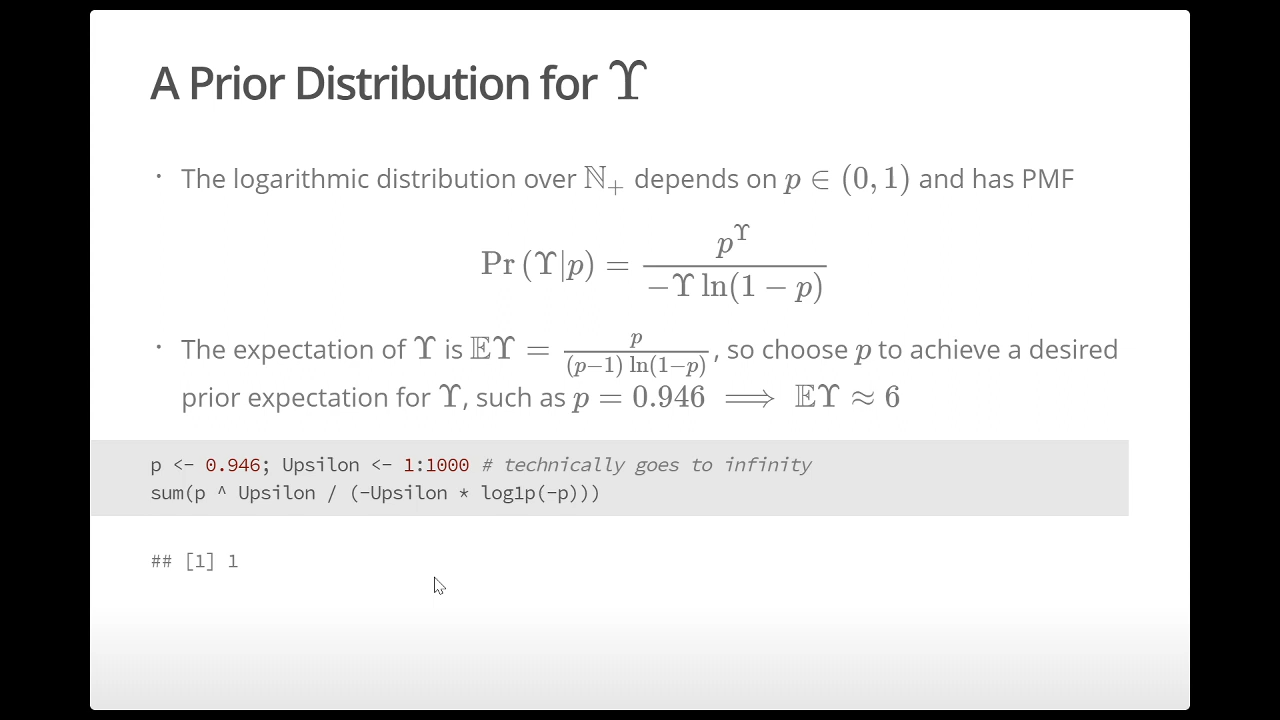 A Prior Distribution for ϒ
· The logarithmic distribution over ℕ₊ depends on p ∈ (0, 1) and has PMF
Pr (ϒ|p) = p^ϒ / (−ϒ ln(1 − p))
· The expectation of ϒ is 𝔼ϒ = p / ((p−1) ln(1−p)), so choose p to achieve a desired
prior expectation for ϒ, such as p = 0.946 ⟹ 𝔼ϒ ≈ 6
p <- 0.946; Upsilon <- 1:1000 # technically goes to infinity
sum(p ^ Upsilon / (-Upsilon * log1p(-p)))
## [1] 1